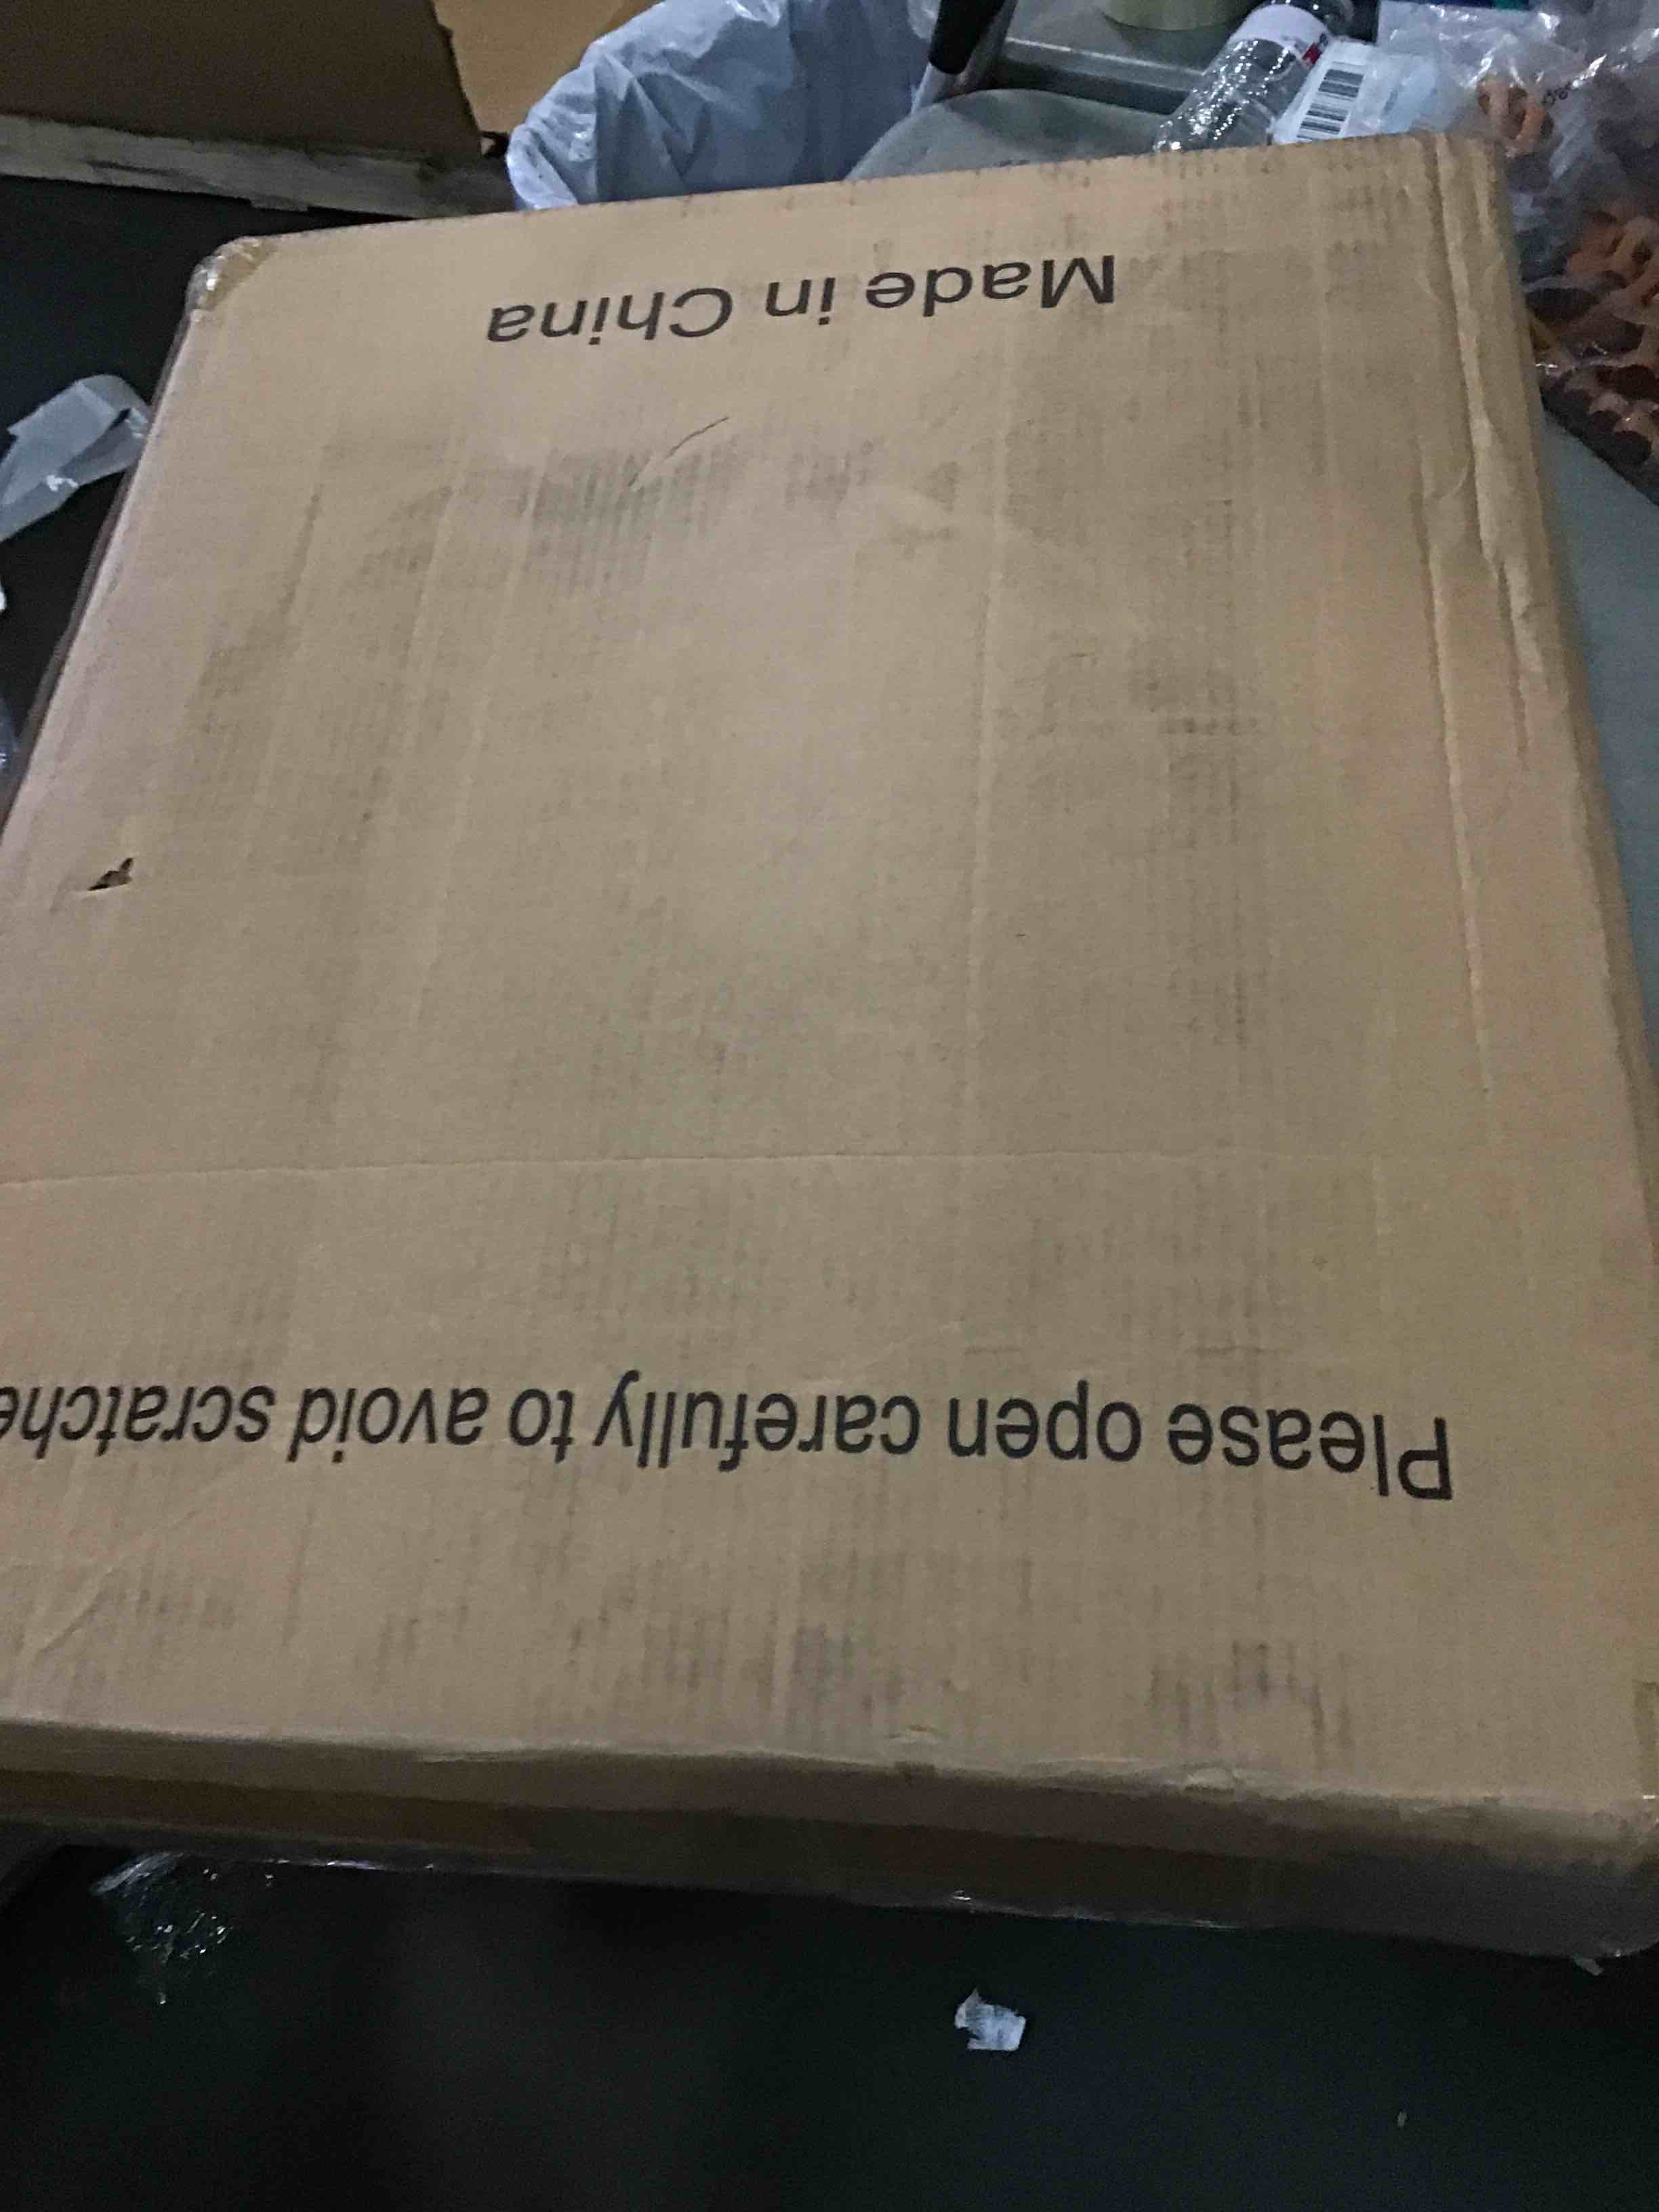 Please open carefully to avoid scratche
Made in China